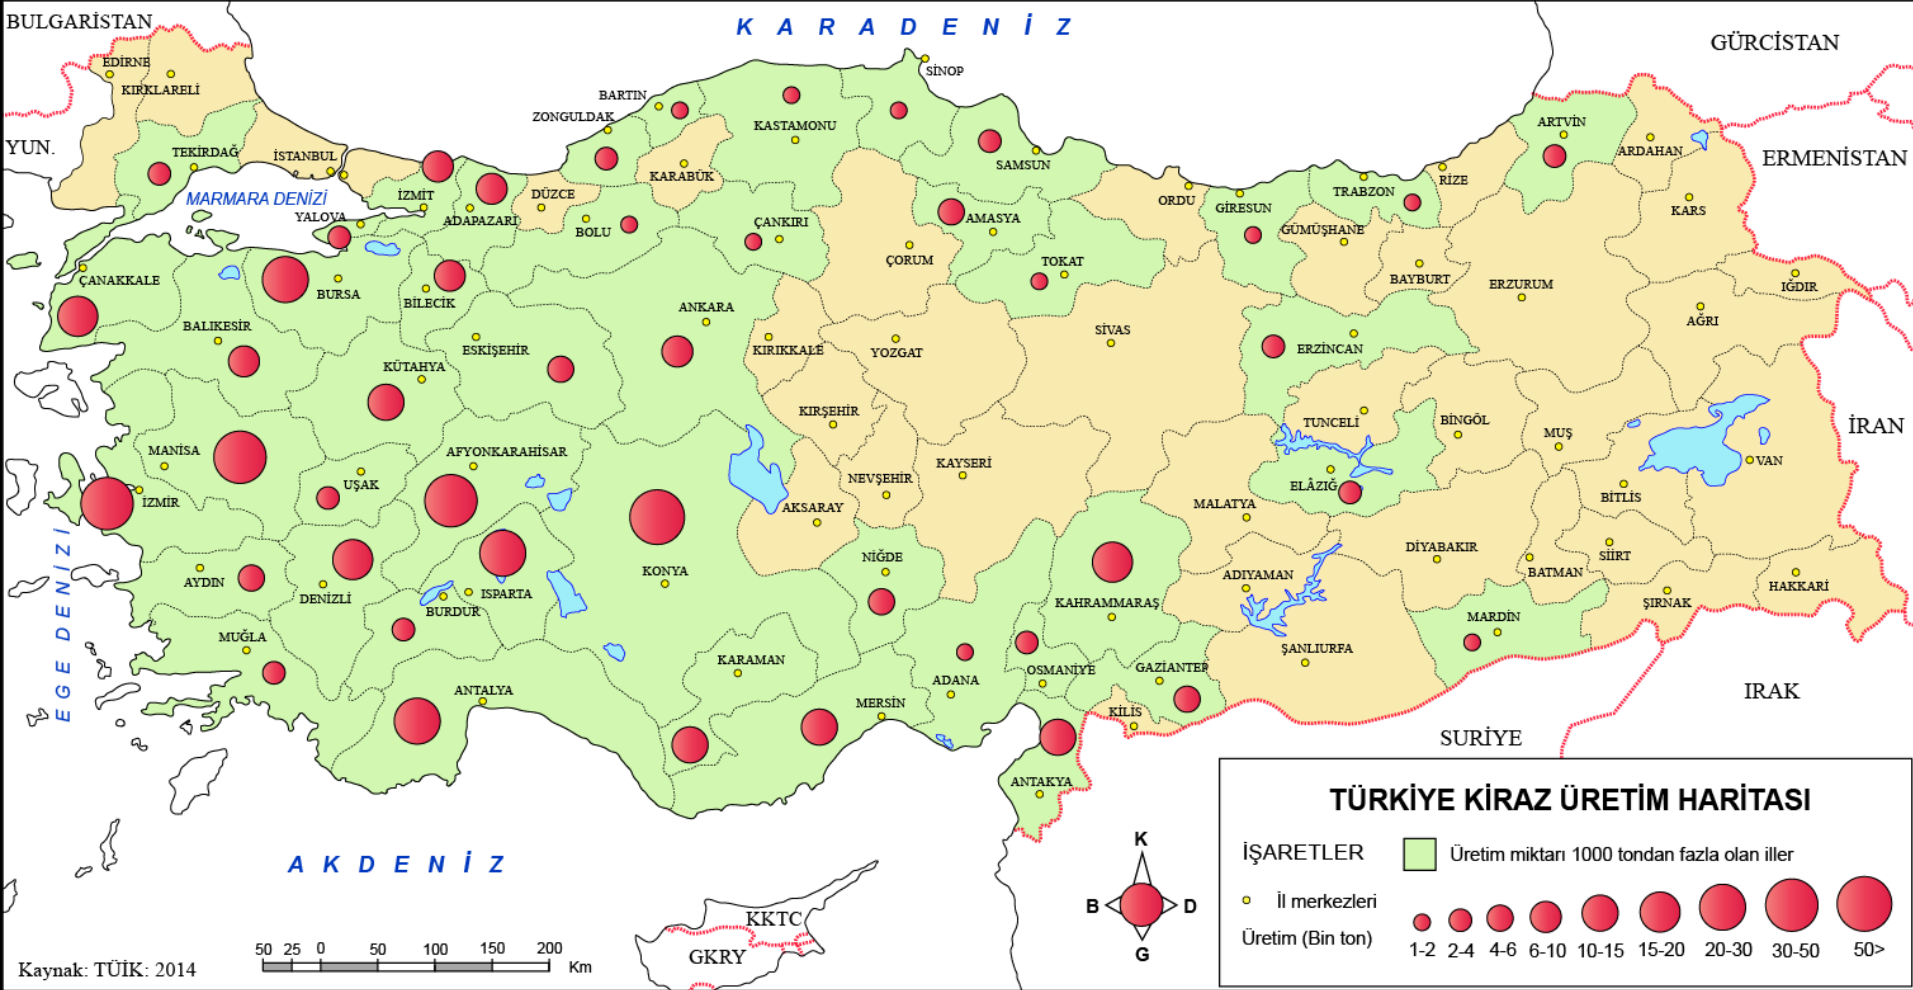 BULGARİSTAN
KARADENİZ
GÜRCİSTAN
YUN.
ERMENİSTAN
İRAN
IRAK
SURİYE
MARMARA DENİZİ
EGE DENİZİ
AKDENİZ
EDİRNE
KIRKLARELİ
TEKİRDAĞ
İSTANBUL
YALOVA
İZMİT
ADAPAZARI
DÜZCE
BOLU
ZONGULDAK
BARTIN
KARABÜK
KASTAMONU
SİNOP
SAMSUN
ÇANKIRI
ÇORUM
AMASYA
TOKAT
ORDU
GİRESUN
GÜMÜŞHANE
TRABZON
RİZE
BAYBURT
ARTVİN
ARDAHAN
KARS
IĞDIR
AĞRI
ERZURUM
ERZİNCAN
SİVAS
ÇANAKKALE
BALIKESİR
BURSA
BİLECİK
ESKİŞEHİR
KÜTAHYA
ANKARA
KIRIKKALE
YOZGAT
KIRŞEHİR
NEVŞEHİR
KAYSERİ
AKSARAY
MANİSA
İZMİR
UŞAK
AFYONKARAHİSAR
AYDIN
DENİZLİ
BURDUR
ISPARTA
KONYA
NİĞDE
MUĞLA
ANTALYA
KARAMAN
MERSİN
ADANA
OSMANİYE
KAHRAMMARAŞ
GAZİANTEP
KİLİS
ANTAKYA
MALATYA
ADIYAMAN
ŞANLIURFA
ELÂZIĞ
TUNCELİ
BİNGÖL
MUŞ
BİTLİS
VAN
DİYABAKIR
BATMAN
SİİRT
ŞIRNAK
HAKKARİ
MARDİN
KKTC
GKRY
K
B
D
G
50 25 0 50 100 150 200
Km
Kaynak: TÜİK: 2014
TÜRKİYE KİRAZ ÜRETİM HARİTASI
İŞARETLER
Üretim miktarı 1000 tondan fazla olan iller
İl merkezleri
Üretim (Bin ton)
1-2 2-4 4-6 6-10 10-15 15-20 20-30 30-50 50>